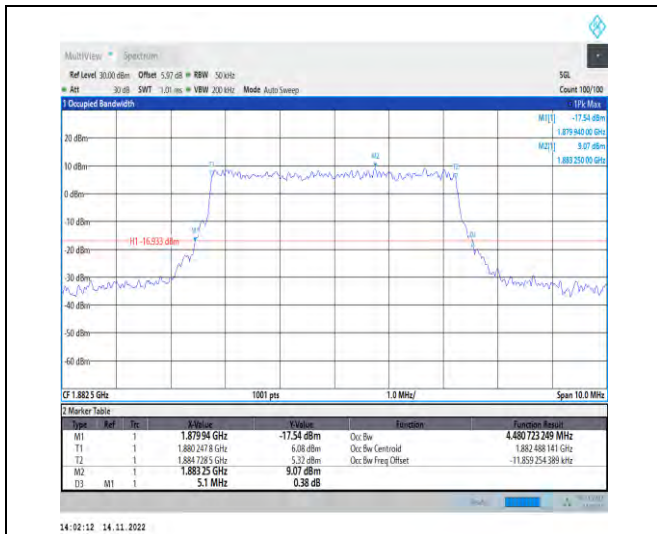 MultiView Spectrum
Ref Level 30.00 dBm Offset 5.97 dB RBW 50 kHz SGL
Att 30 dB SWT 1.01 ms VBW 200 kHz Mode Auto Sweep Count 100/100
1 Occupied Bandwidth 1Pk Max
M1[1] -17.54 dBm
1.879 940 00 GHz
M2[1] 9.07 dBm
1.883 250 00 GHz
20 dBm
M2
T1
T2
10 dBm
0 dBm
-10 dBm
M1
D3
H1 -16.933 dBm
-20 dBm
-30 dBm
-40 dBm
-50 dBm
-60 dBm
CF 1.882 5 GHz 1001 pts 1.0 MHz/ Span 10.0 MHz
2 Marker Table
Type Ref Trc X-Value Y-Value Function Function Result
M1 1 1.879 94 GHz -17.54 dBm Occ Bw 4.480 723 249 MHz
T1 1 1.880 247 8 GHz 6.08 dBm Occ Bw Centroid 1.882 488 141 GHz
T2 1 1.884 728 5 GHz 5.32 dBm Occ Bw Freq Offset -11.859 254 389 kHz
M2 1 1.883 25 GHz 9.07 dBm
D3 M1 1 5.1 MHz 0.38 dB
14:02:12 14.11.2022